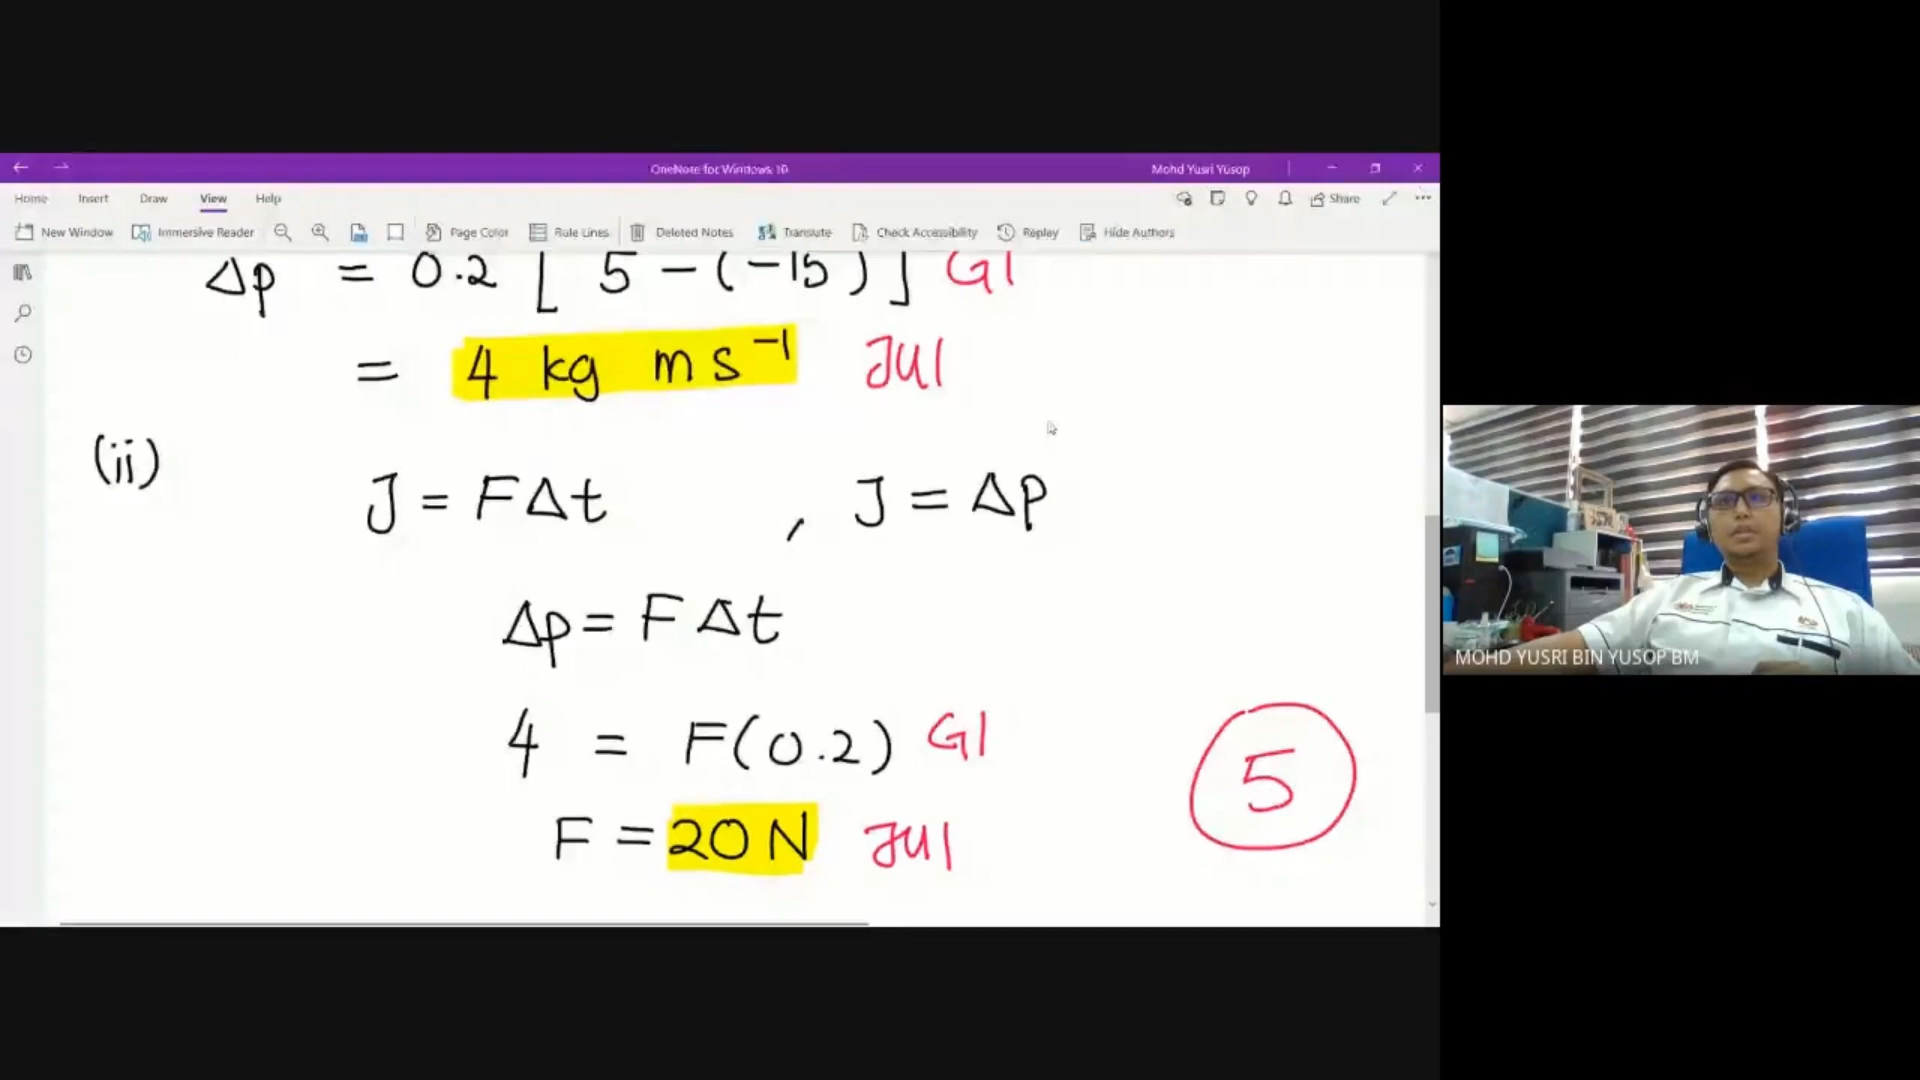 OneNote for Windows 10
Mohd Yusri Yusop
Home Insert Draw View Help
Share
New Window Immersive Reader Page Color Rule Lines Deleted Notes Translate Check Accessibility Replay Hide Authors
Δp = 0.2 [ 5 - (-15) ] G1
= 4 kg m s⁻¹ JU1
(ii)
J = FΔt , J = Δp
Δp = FΔt
4 = F(0.2) G1
5
F = 20 N JU1
MOHD YUSRI BIN YUSOP BM